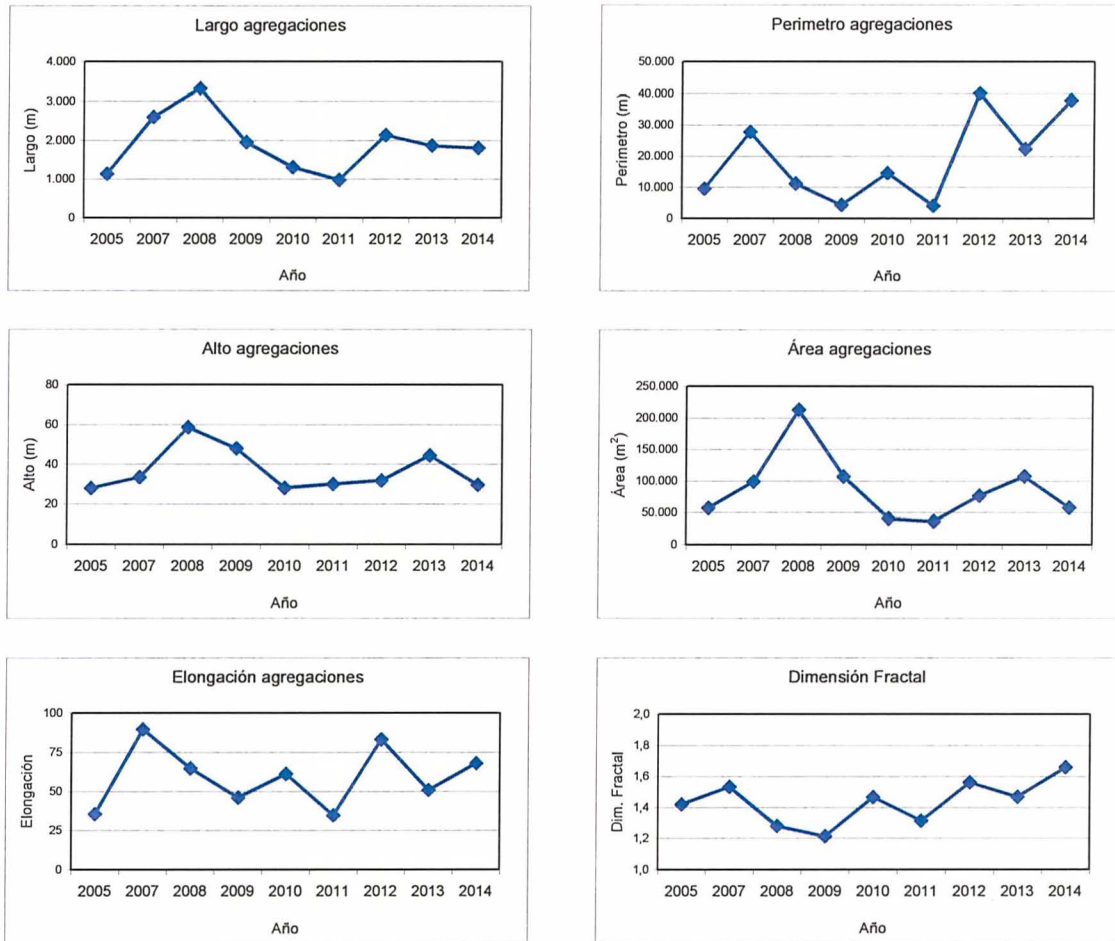 Largo agregaciones
4.000
3.000
2.000
1.000
0
Largo (m)
2005 2007 2008 2009 2010 2011 2012 2013 2014
Año
Perimetro agregaciones
50.000
40.000
30.000
20.000
10.000
0
Perimetro (m)
2005 2007 2008 2009 2010 2011 2012 2013 2014
Año
Alto agregaciones
80
60
40
20
0
Alto (m)
2005 2007 2008 2009 2010 2011 2012 2013 2014
Año
Área agregaciones
250.000
200.000
150.000
100.000
50.000
0
Área (m²)
2005 2007 2008 2009 2010 2011 2012 2013 2014
Año
Elongación agregaciones
100
75
50
25
0
Elongación
2005 2007 2008 2009 2010 2011 2012 2013 2014
Año
Dimensión Fractal
2,0
1,8
1,6
1,4
1,2
1,0
Dim. Fractal
2005 2007 2008 2009 2010 2011 2012 2013 2014
Año